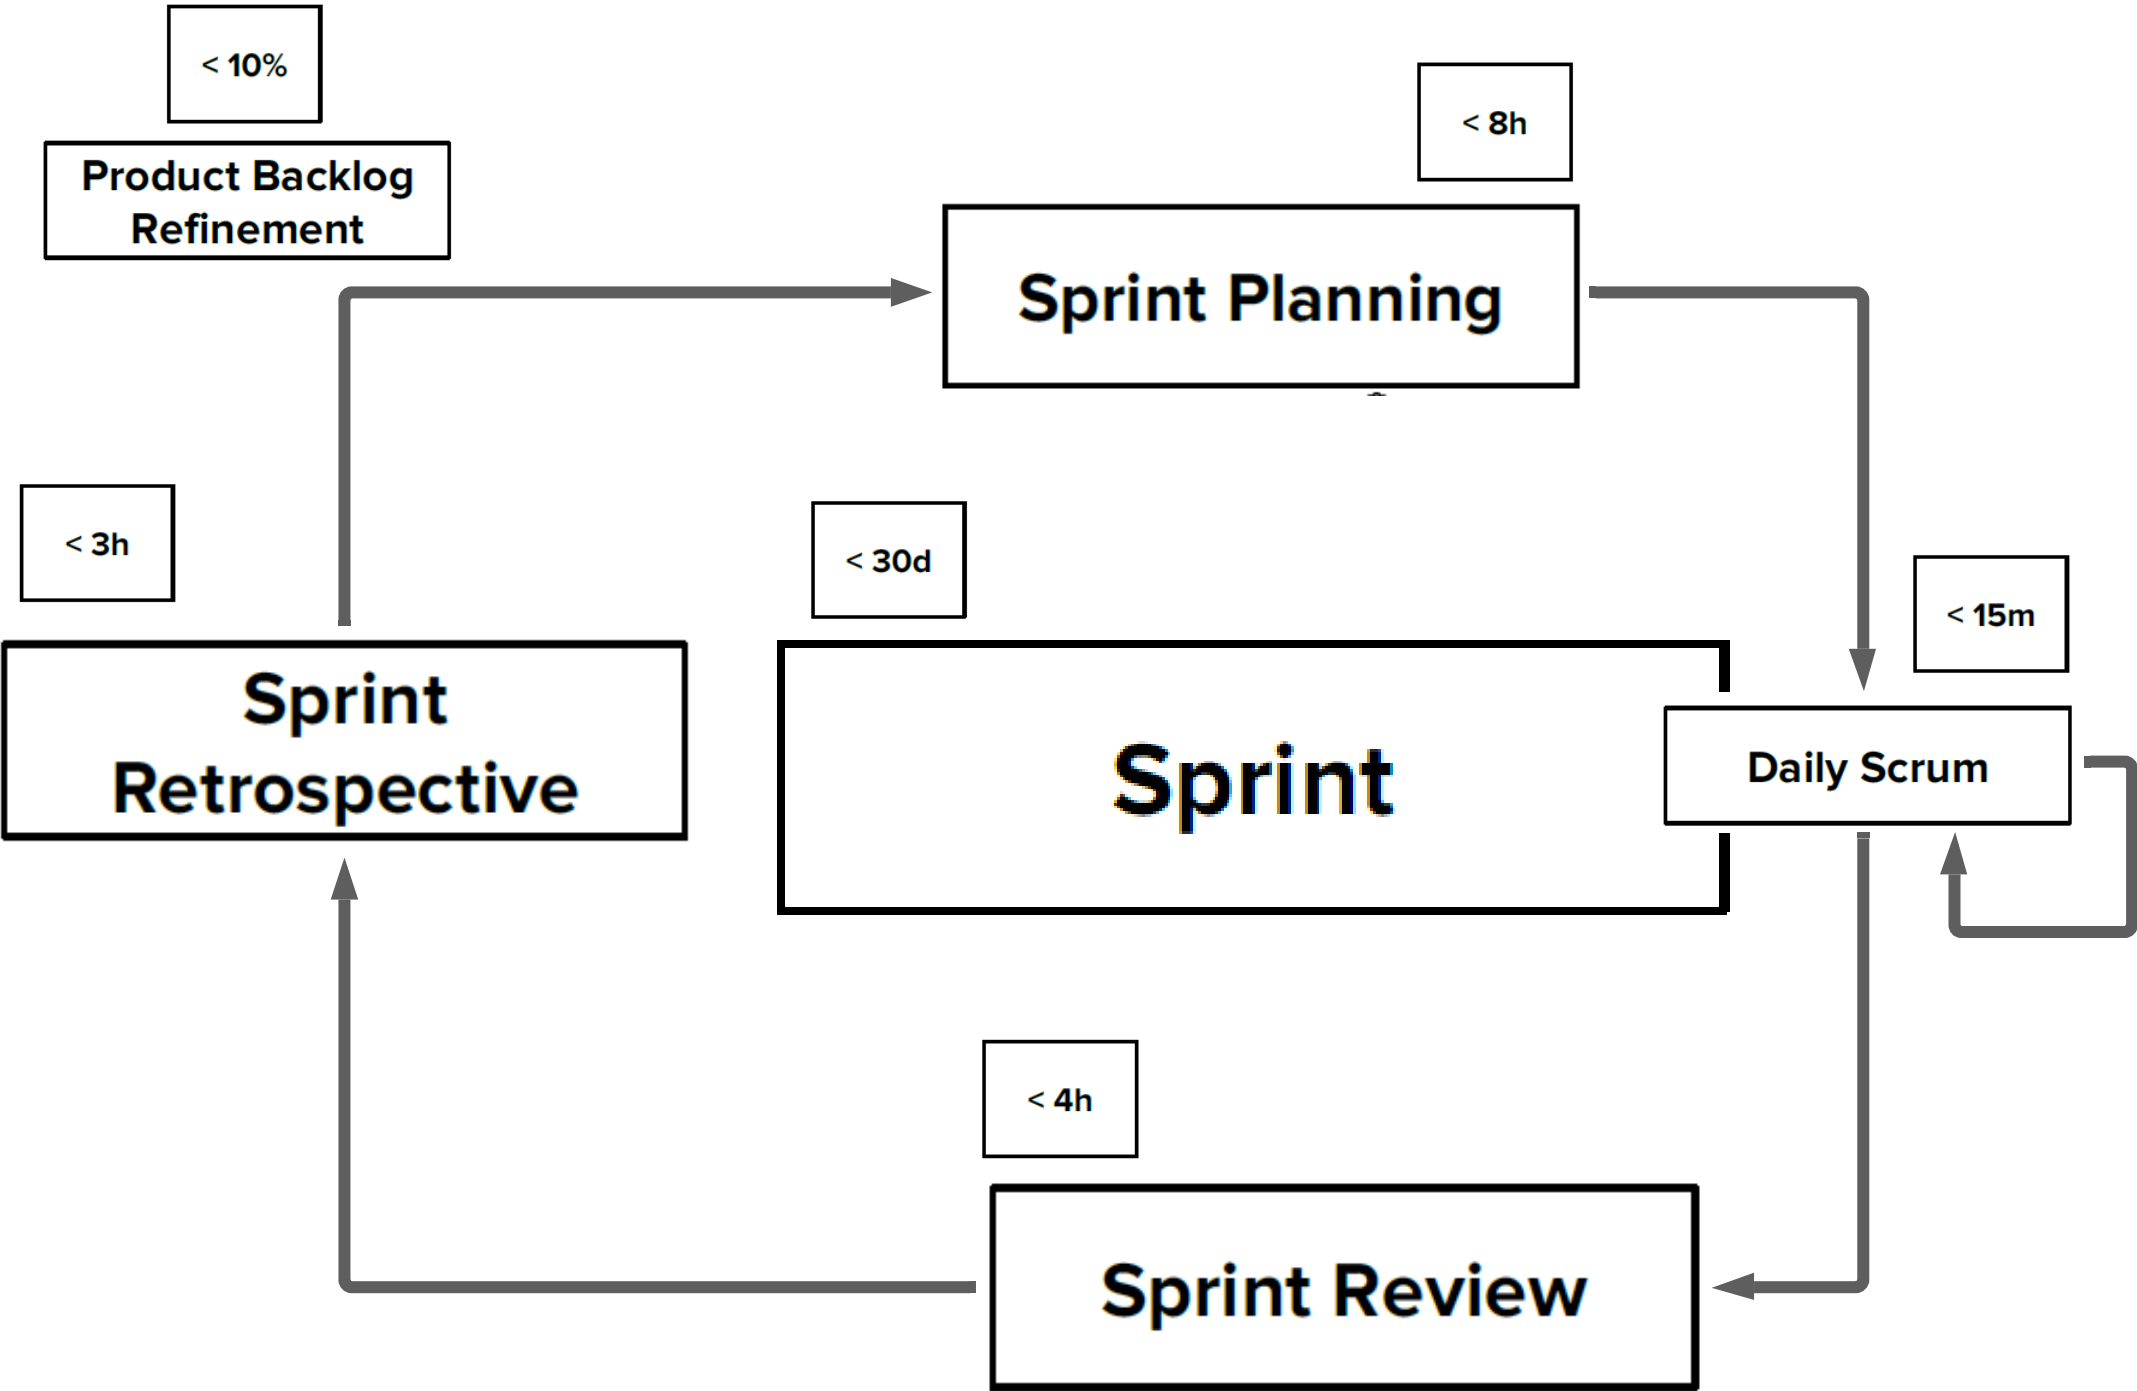 < 10%
Product Backlog
Refinement
< 8h
Sprint Planning
< 3h
Sprint
Retrospective
< 30d
Sprint
< 15m
Daily Scrum
< 4h
Sprint Review